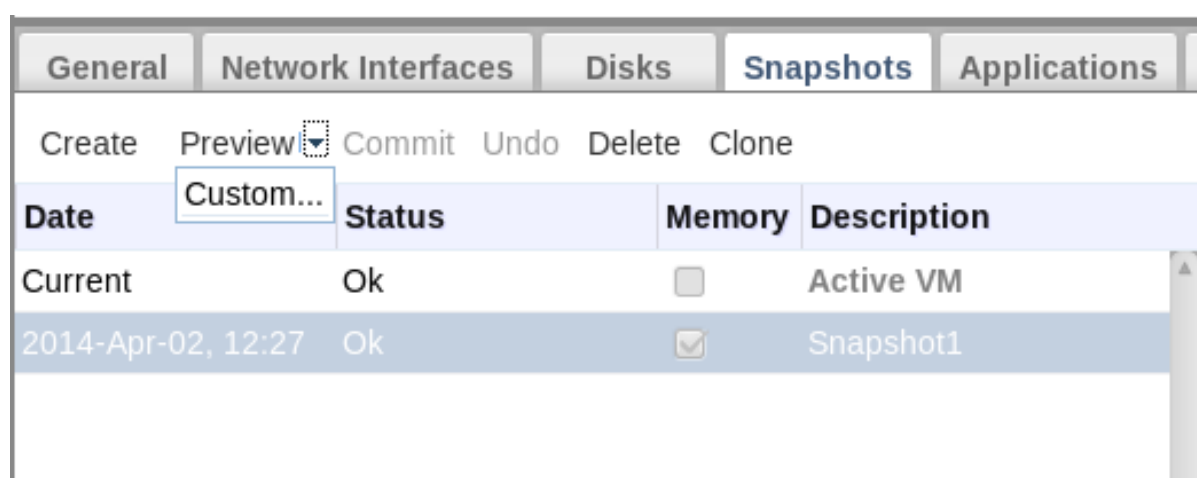 General Network Interfaces Disks Snapshots Applications
Create Preview Commit Undo Delete Clone
Custom...
Date Status Memory Description
Current Ok Active VM
2014-Apr-02, 12:27 Ok Snapshot1